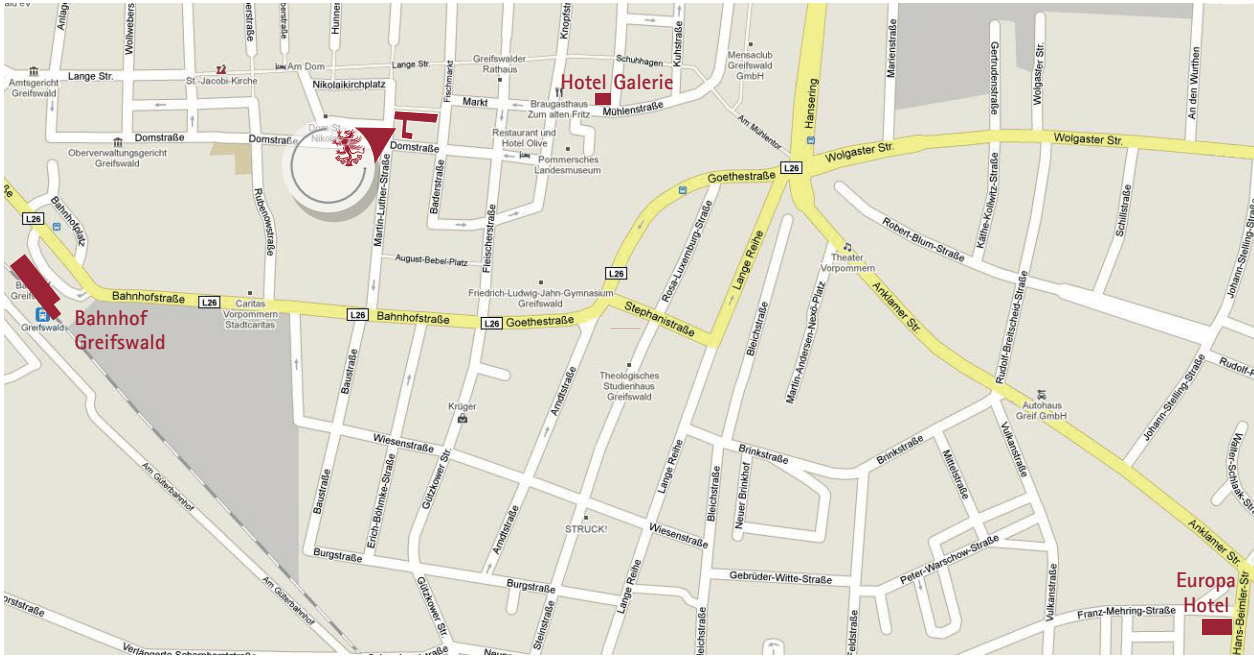 Anlage
Wollwebers
Hunnen
Knopfstr
Kuhstraße
Mensaclub
Greifswald
GmbH
Hansering
Marienstraße
Gertrudenstraße
Wolgaster Str.
An den Wurthen
Amtsgericht
Greifswald
Lange Str.
St.-Jacobi-Kirche
Am Dom
Nikolaikirchplatz
Lange Str.
Fischmarkt
Greifswalder
Rathaus
Schuhhagen
Hotel Galerie
Markt
Braugasthaus
Zum alten Fritz
Mühlenstraße
Am Mühlentor
Domstraße
Oberverwaltungsgericht
Greifswald
Domstraße
Dom St.
Nikolai
Domstraße
Restaurant und
Hotel Olive
Pommersches
Landesmuseum
Goethestraße
L26
Wolgaster Str.
Wolgaster Str.
L26
Bahnhofplatz
Rubenowstraße
Martin-Luther-Straße
Baderstraße
Fleischerstraße
August-Bebel-Platz
Rosa-Luxemburg-Straße
Lange Reihe
Theater
Vorpommern
Robert-Blum-Straße
Käthe-Kollwitz-Straße
Schillstraße
Johann-Stelling-Straße
L26
Greifswald
Bahnhof
Greifswald
Bahnhofstraße
L26
Caritas
Vorpommern
Stadtcaritas
L26
Bahnhofstraße
L26
Goethestraße
Friedrich-Ludwig-Jahn-Gymnasium
Greifswald
Stephanistraße
Bleichstraße
Martin-Andersen-Nexö-Platz
Anklamer Str.
Rudolf-Breitscheid-Straße
Baustraße
Krüger
Arndtstraße
Theologisches
Studienhaus
Greifswald
Autohaus
Greif GmbH
Johann-Stelling-Straße
Wiesenstraße
Lange Reihe
Brinkstraße
Brinkstraße
Vulkanstraße
Mittelstraße
Am Güterbahnhof
Baustraße
Erich-Böhmke-Straße
Gützkower Str.
Arndtstraße
STRUCK!
Wiesenstraße
Bleichstraße
Neuer Brinkhof
Anklamer Str.
Burgstraße
Burgstraße
Gebrüder-Witte-Straße
Peter-Warschow-Straße
Am Güterbahnhof
Gützkower Str.
Steinstraße
Lange Reihe
Bleichstraße
Feldstraße
Vulkanstraße
Franz-Mehring-Straße
Europa
Hotel
Hans-Beimler-Str